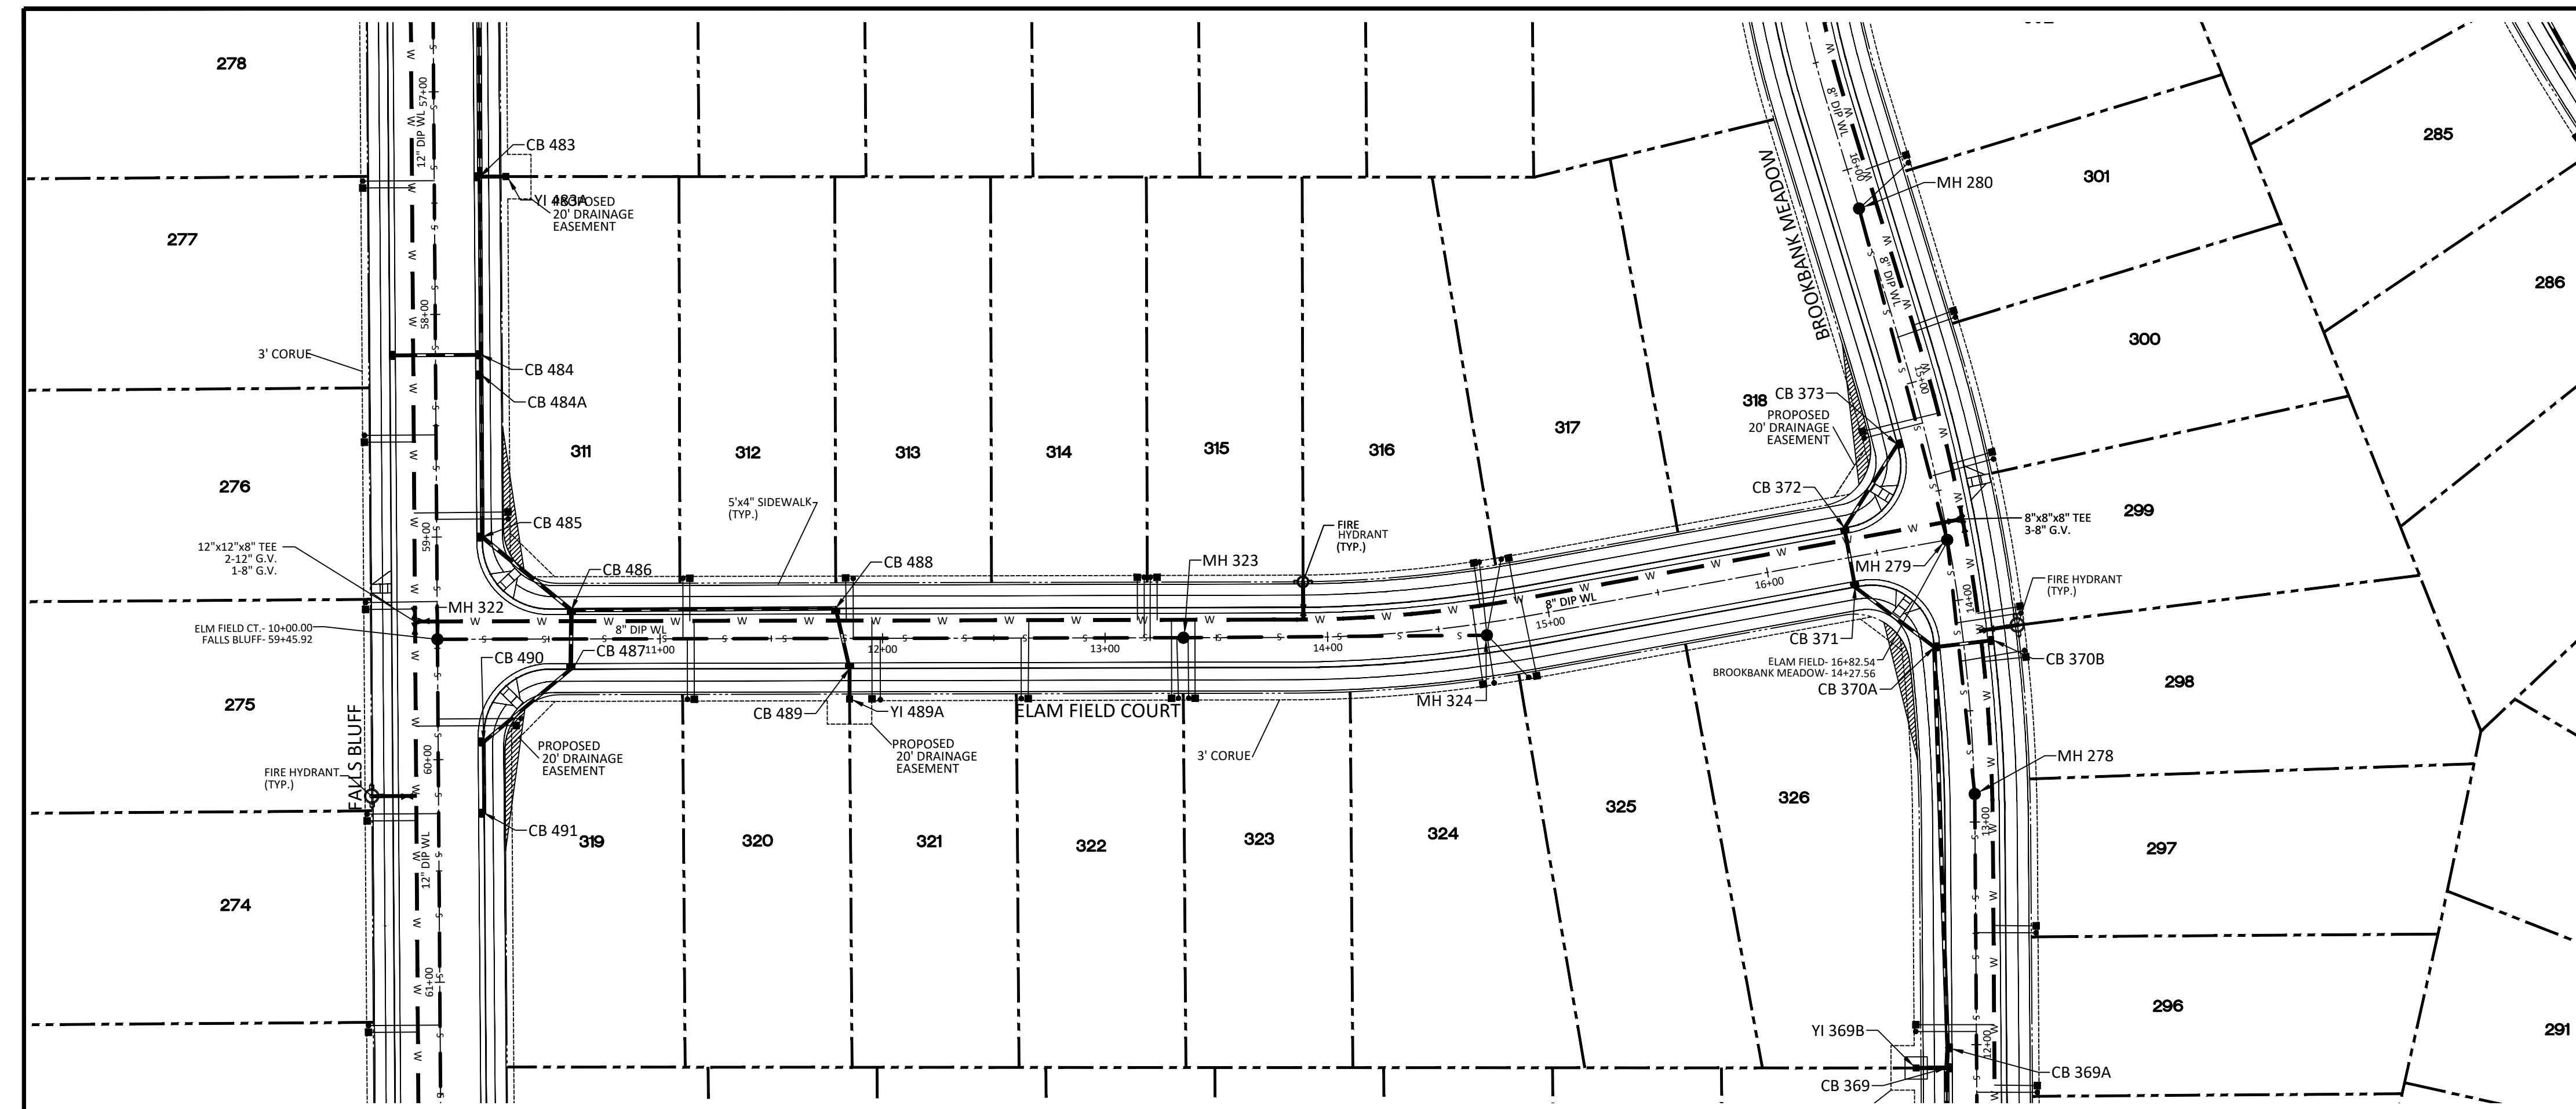 278
277
276
275
274
57+00
12" DIP WL
58+00
59+00
60+00
12" DIP WL
61+00
CB 483
YI 483A
PROPOSED
20' DRAINAGE
EASEMENT
3' CORUE
CB 484
CB 484A
CB 485
12"x12"x8" TEE
2-12" G.V.
1-8" G.V.
MH 322
ELM FIELD CT.- 10+00.00
FALLS BLUFF- 59+45.92
FALLS BLUFF
FIRE HYDRANT
(TYP.)
CB 486
CB 487
CB 490
CB 491
PROPOSED
20' DRAINAGE
EASEMENT
311
312
313
314
315
316
317
318
5'x4" SIDEWALK
(TYP.)
CB 488
MH 323
FIRE
HYDRANT
(TYP.)
8" DIP WL
11+00
12+00
13+00
14+00
15+00
16+00
8" DIP WL
CB 489
YI 489A
PROPOSED
20' DRAINAGE
EASEMENT
ELAM FIELD COURT
3' CORUE
MH 324
319
320
321
322
323
324
325
326
BROOKBANK MEADOW
8" DIP WL
16+00
MH 280
8" DIP WL
15+00
CB 373
PROPOSED
20' DRAINAGE
EASEMENT
CB 372
MH 279
8"x8"x8" TEE
3-8" G.V.
14+00
FIRE HYDRANT
(TYP.)
CB 371
ELAM FIELD- 16+82.54
BROOKBANK MEADOW- 14+27.56
CB 370A
CB 370B
MH 278
13+00
12+00
YI 369B
CB 369
CB 369A
301
300
299
298
297
296
285
286
291